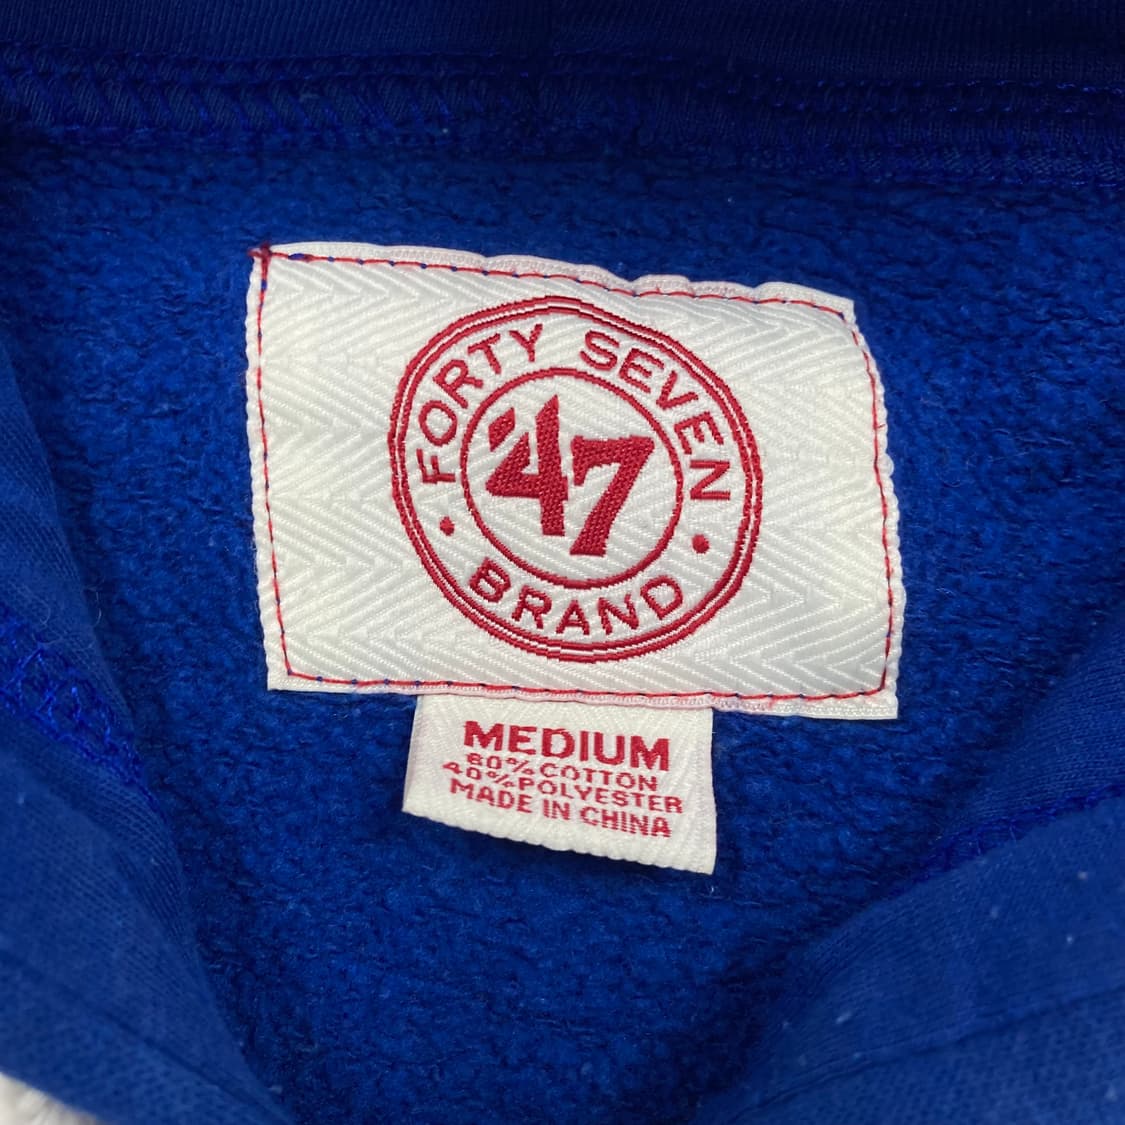 FORTY SEVEN
'47
BRAND
MEDIUM
60% COTTON
40% POLYESTER
MADE IN CHINA